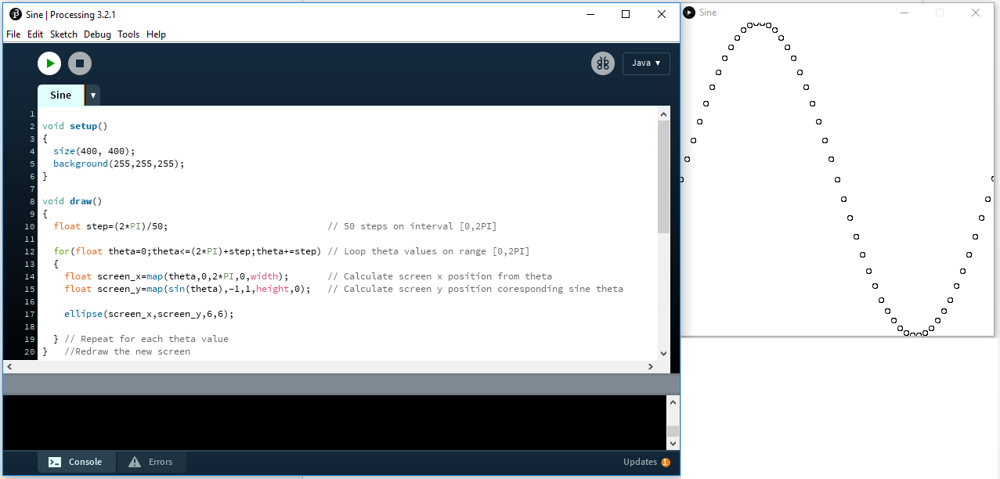 Sine | Processing 3.2.1
File Edit Sketch Debug Tools Help
Java ▾
Sine
1
2 void setup()
3 {
4   size(400, 400);
5   background(255,255,255);
6 }
7
8 void draw()
9 {
10   float step=(2*PI)/50;                             // 50 steps on interval [0,2PI]
11
12   for(float theta=0;theta<=(2*PI)+step;theta+=step) // Loop theta values on range [0,2PI]
13   {
14     float screen_x=map(theta,0,2*PI,0,width);       // Calculate screen x position from theta
15     float screen_y=map(sin(theta),-1,1,height,0);   // Calculate screen y position coresponding sine theta
16
17     ellipse(screen_x,screen_y,6,6);
18
19   } // Repeat for each theta value
20 }   //Redraw the new screen
Console Errors Updates 1
Sine